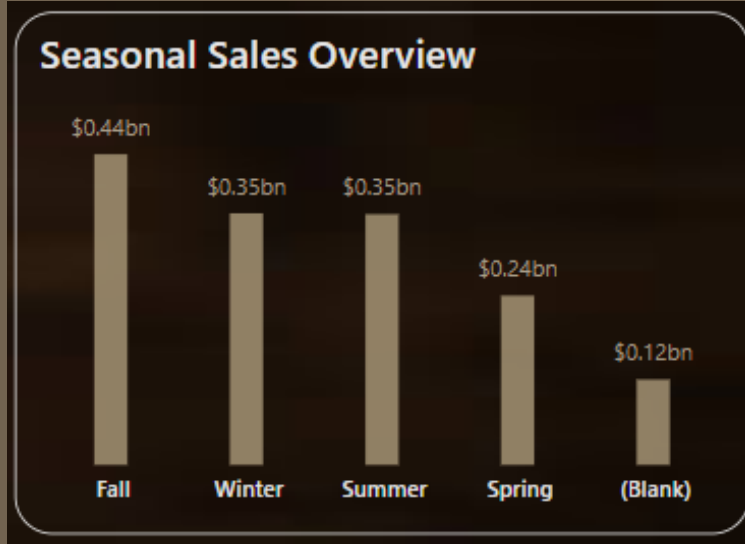 Seasonal Sales Overview
$0.44bn
$0.35bn $0.35bn
$0.24bn
$0.12bn
Fall Winter Summer Spring (Blank)